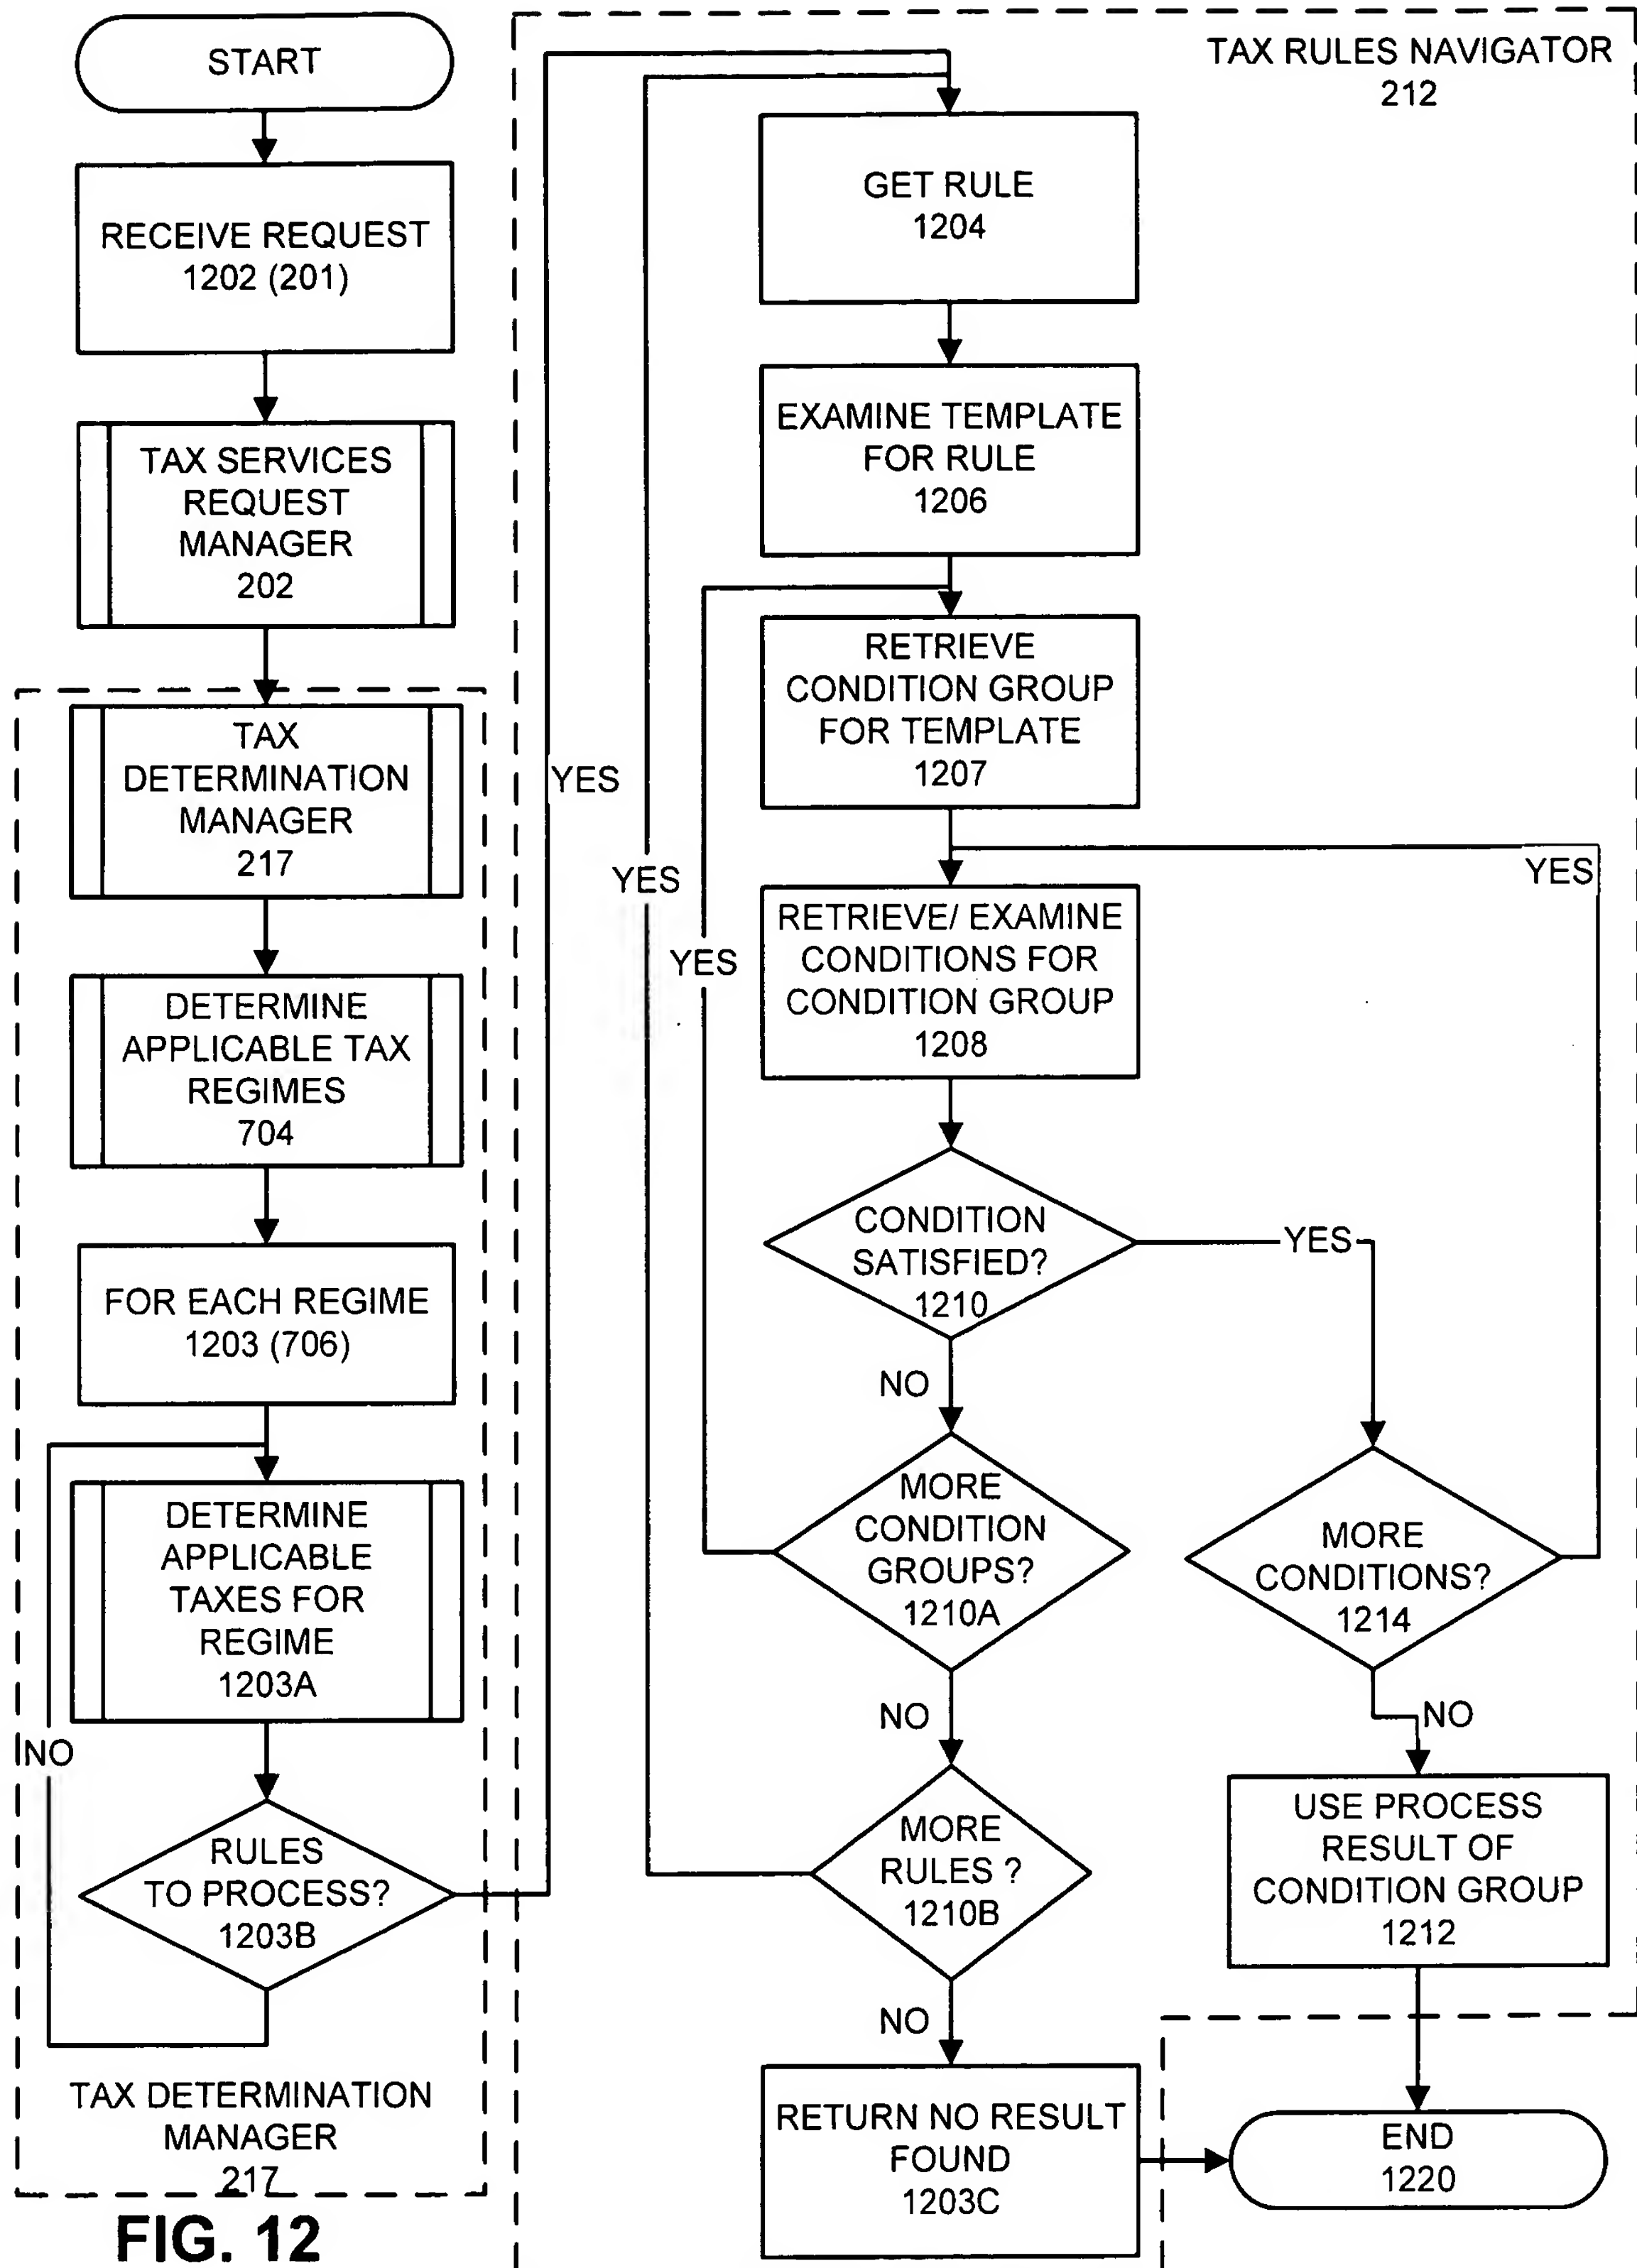 START
RECEIVE REQUEST
1202 (201)
TAX SERVICES
REQUEST
MANAGER
202
TAX
DETERMINATION
MANAGER
217
DETERMINE
APPLICABLE TAX
REGIMES
704
FOR EACH REGIME
1203 (706)
DETERMINE
APPLICABLE
TAXES FOR
REGIME
1203A
NO
RULES
TO PROCESS?
1203B
TAX DETERMINATION
MANAGER
217
FIG. 12
TAX RULES NAVIGATOR
212
YES
YES
YES
GET RULE
1204
EXAMINE TEMPLATE
FOR RULE
1206
RETRIEVE
CONDITION GROUP
FOR TEMPLATE
1207
YES
RETRIEVE/ EXAMINE
CONDITIONS FOR
CONDITION GROUP
1208
CONDITION
SATISFIED?
1210
YES
NO
MORE
CONDITION
GROUPS?
1210A
MORE
CONDITIONS?
1214
NO
NO
MORE
RULES ?
1210B
USE PROCESS
RESULT OF
CONDITION GROUP
1212
NO
RETURN NO RESULT
FOUND
1203C
END
1220